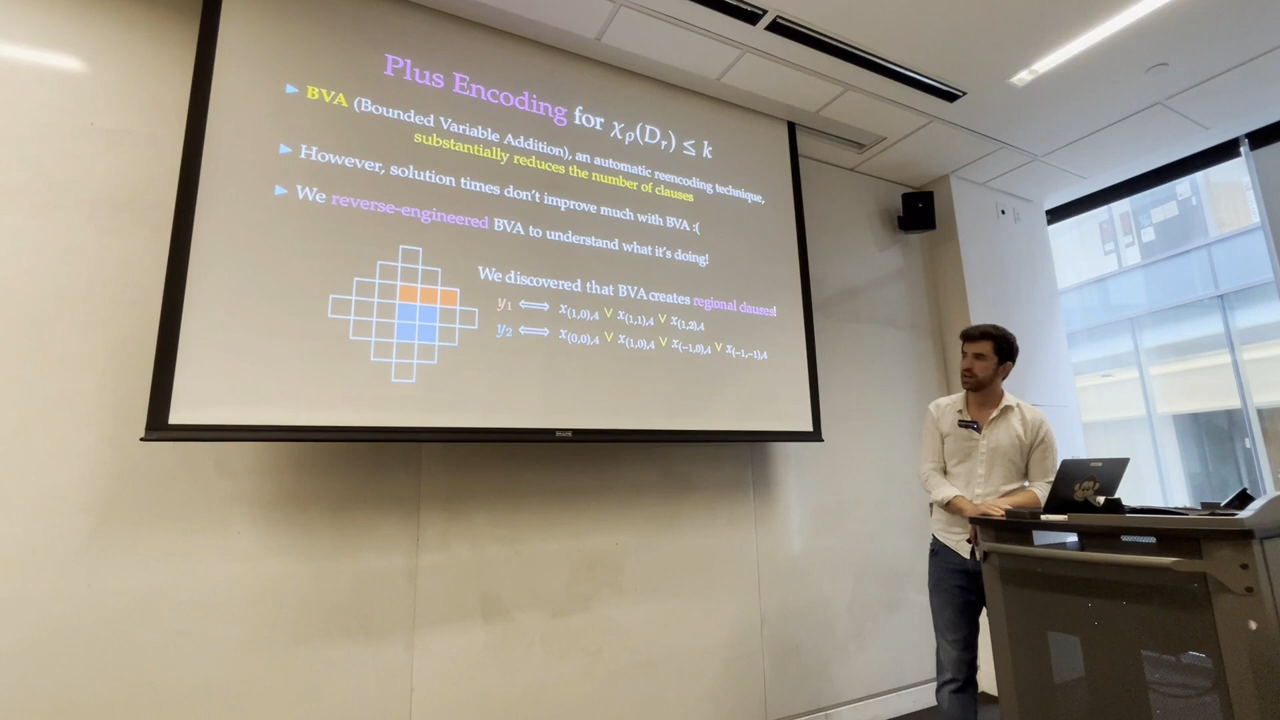 Plus Encoding for χρ(Dr) ≤ k
▶ BVA (Bounded Variable Addition), an automatic reencoding technique,
substantially reduces the number of clauses
▶ However, solution times don't improve much with BVA :(
▶ We reverse-engineered BVA to understand what it's doing!
We discovered that BVA creates regional clauses!
y₁ ⟺ x(1,0),4 ∨ x(1,1),4 ∨ x(1,2),4
y₂ ⟺ x(0,0),4 ∨ x(1,0),4 ∨ x(−1,0),4 ∨ x(−1,−1),4